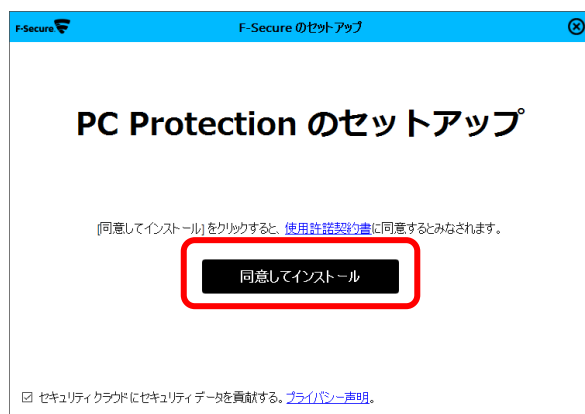 F-Secure F-Secure のセットアップ
PC Protection のセットアップ
[同意してインストール] をクリックすると、使用許諾契約書に同意するとみなされます。
同意してインストール
セキュリティクラウドにセキュリティ データを貢献する。プライバシー声明。